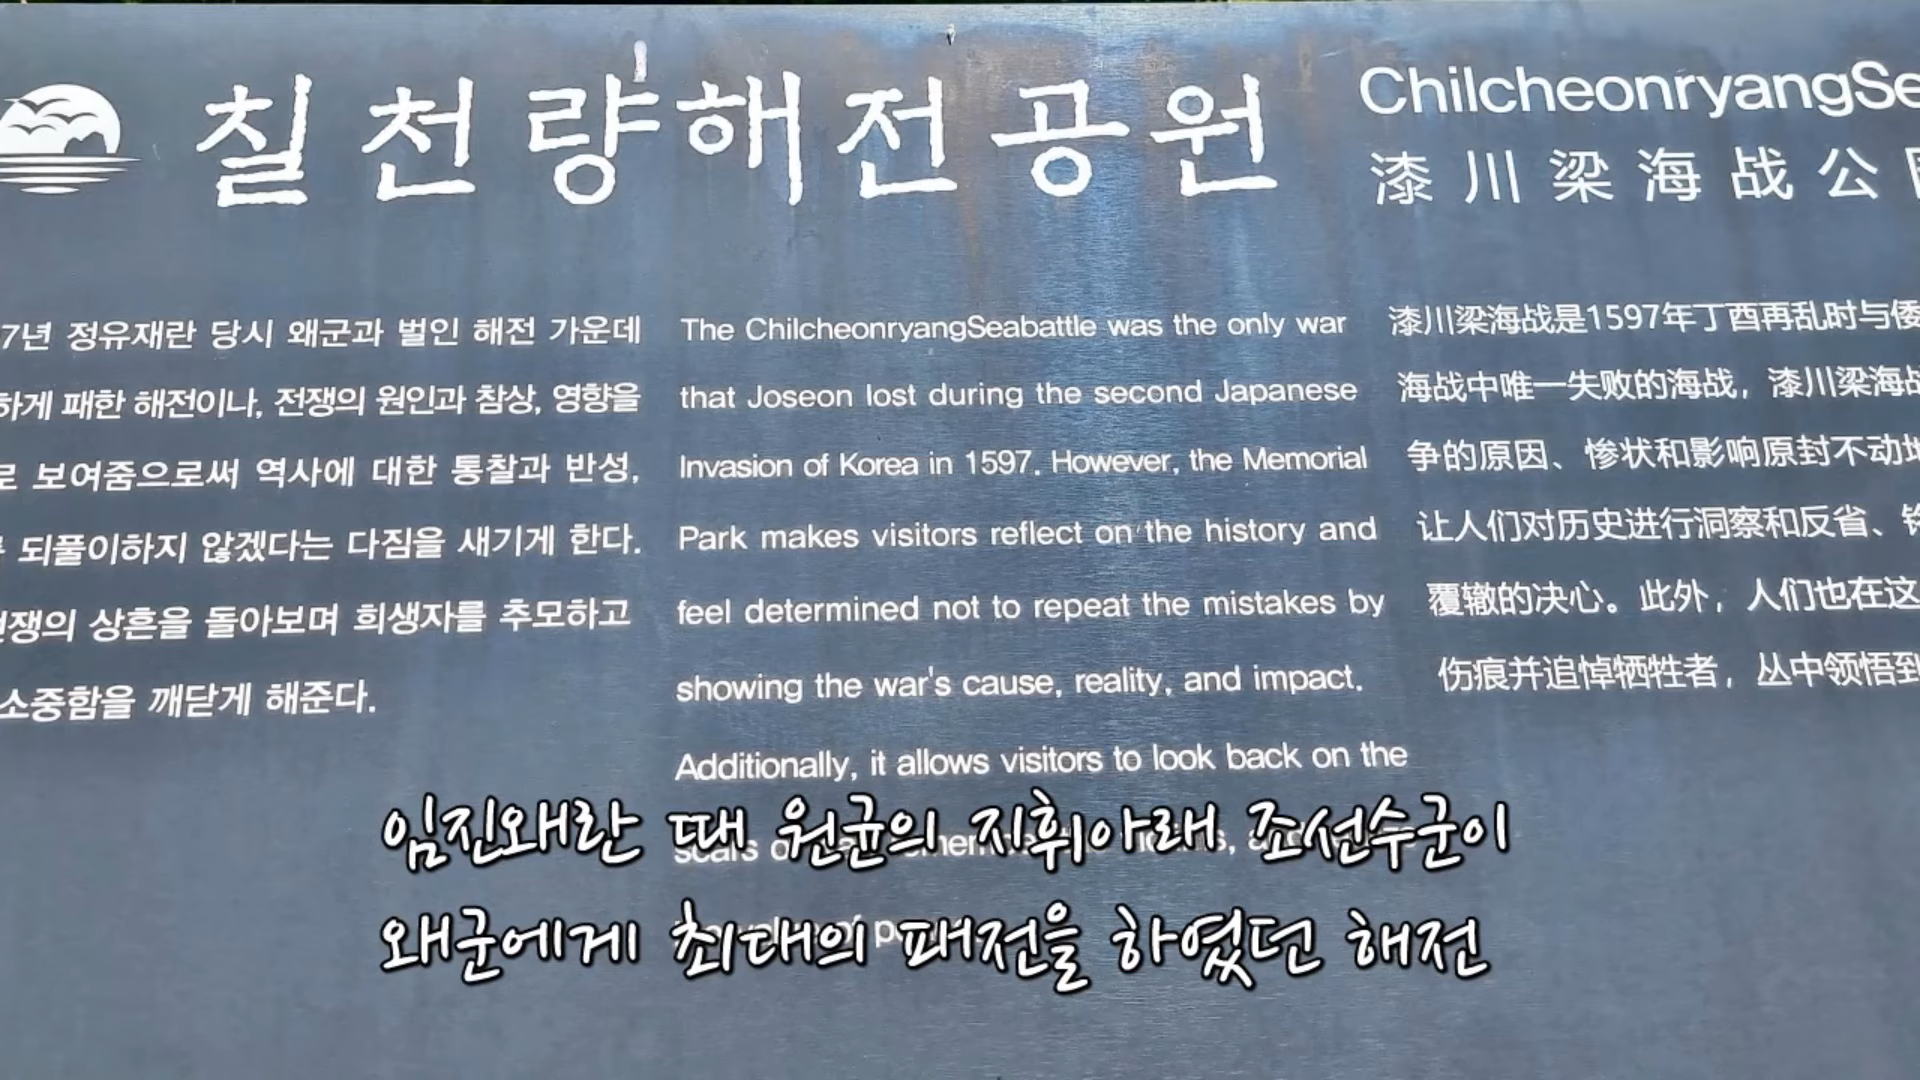 칠천량해전공원
ChilcheonryangSe
漆川梁海战公
7년 정유재란 당시 왜군과 벌인 해전 가운데
하게 패한 해전이나, 전쟁의 원인과 참상, 영향을
로 보여줌으로써 역사에 대한 통찰과 반성,
되풀이하지 않겠다는 다짐을 새기게 한다.
전쟁의 상흔을 돌아보며 희생자를 추모하고
소중함을 깨닫게 해준다.
The ChilcheonryangSeabattle was the only war
that Joseon lost during the second Japanese
Invasion of Korea in 1597. However, the Memorial
Park makes visitors reflect on the history and
feel determined not to repeat the mistakes by
showing the war's cause, reality, and impact.
Additionally, it allows visitors to look back on the
scars
漆川梁海战是1597年丁酉再乱时与倭
海战中唯一失败的海战，漆川梁海战
争的原因、惨状和影响原封不动地
让人们对历史进行洞察和反省、
覆辙的决心。此外，人们也在这
伤痕并追悼牺牲者，丛中领悟到
임진왜란 때 원균의 지휘아래 조선수군이
왜군에게 최대의 패전을 하였던 해전